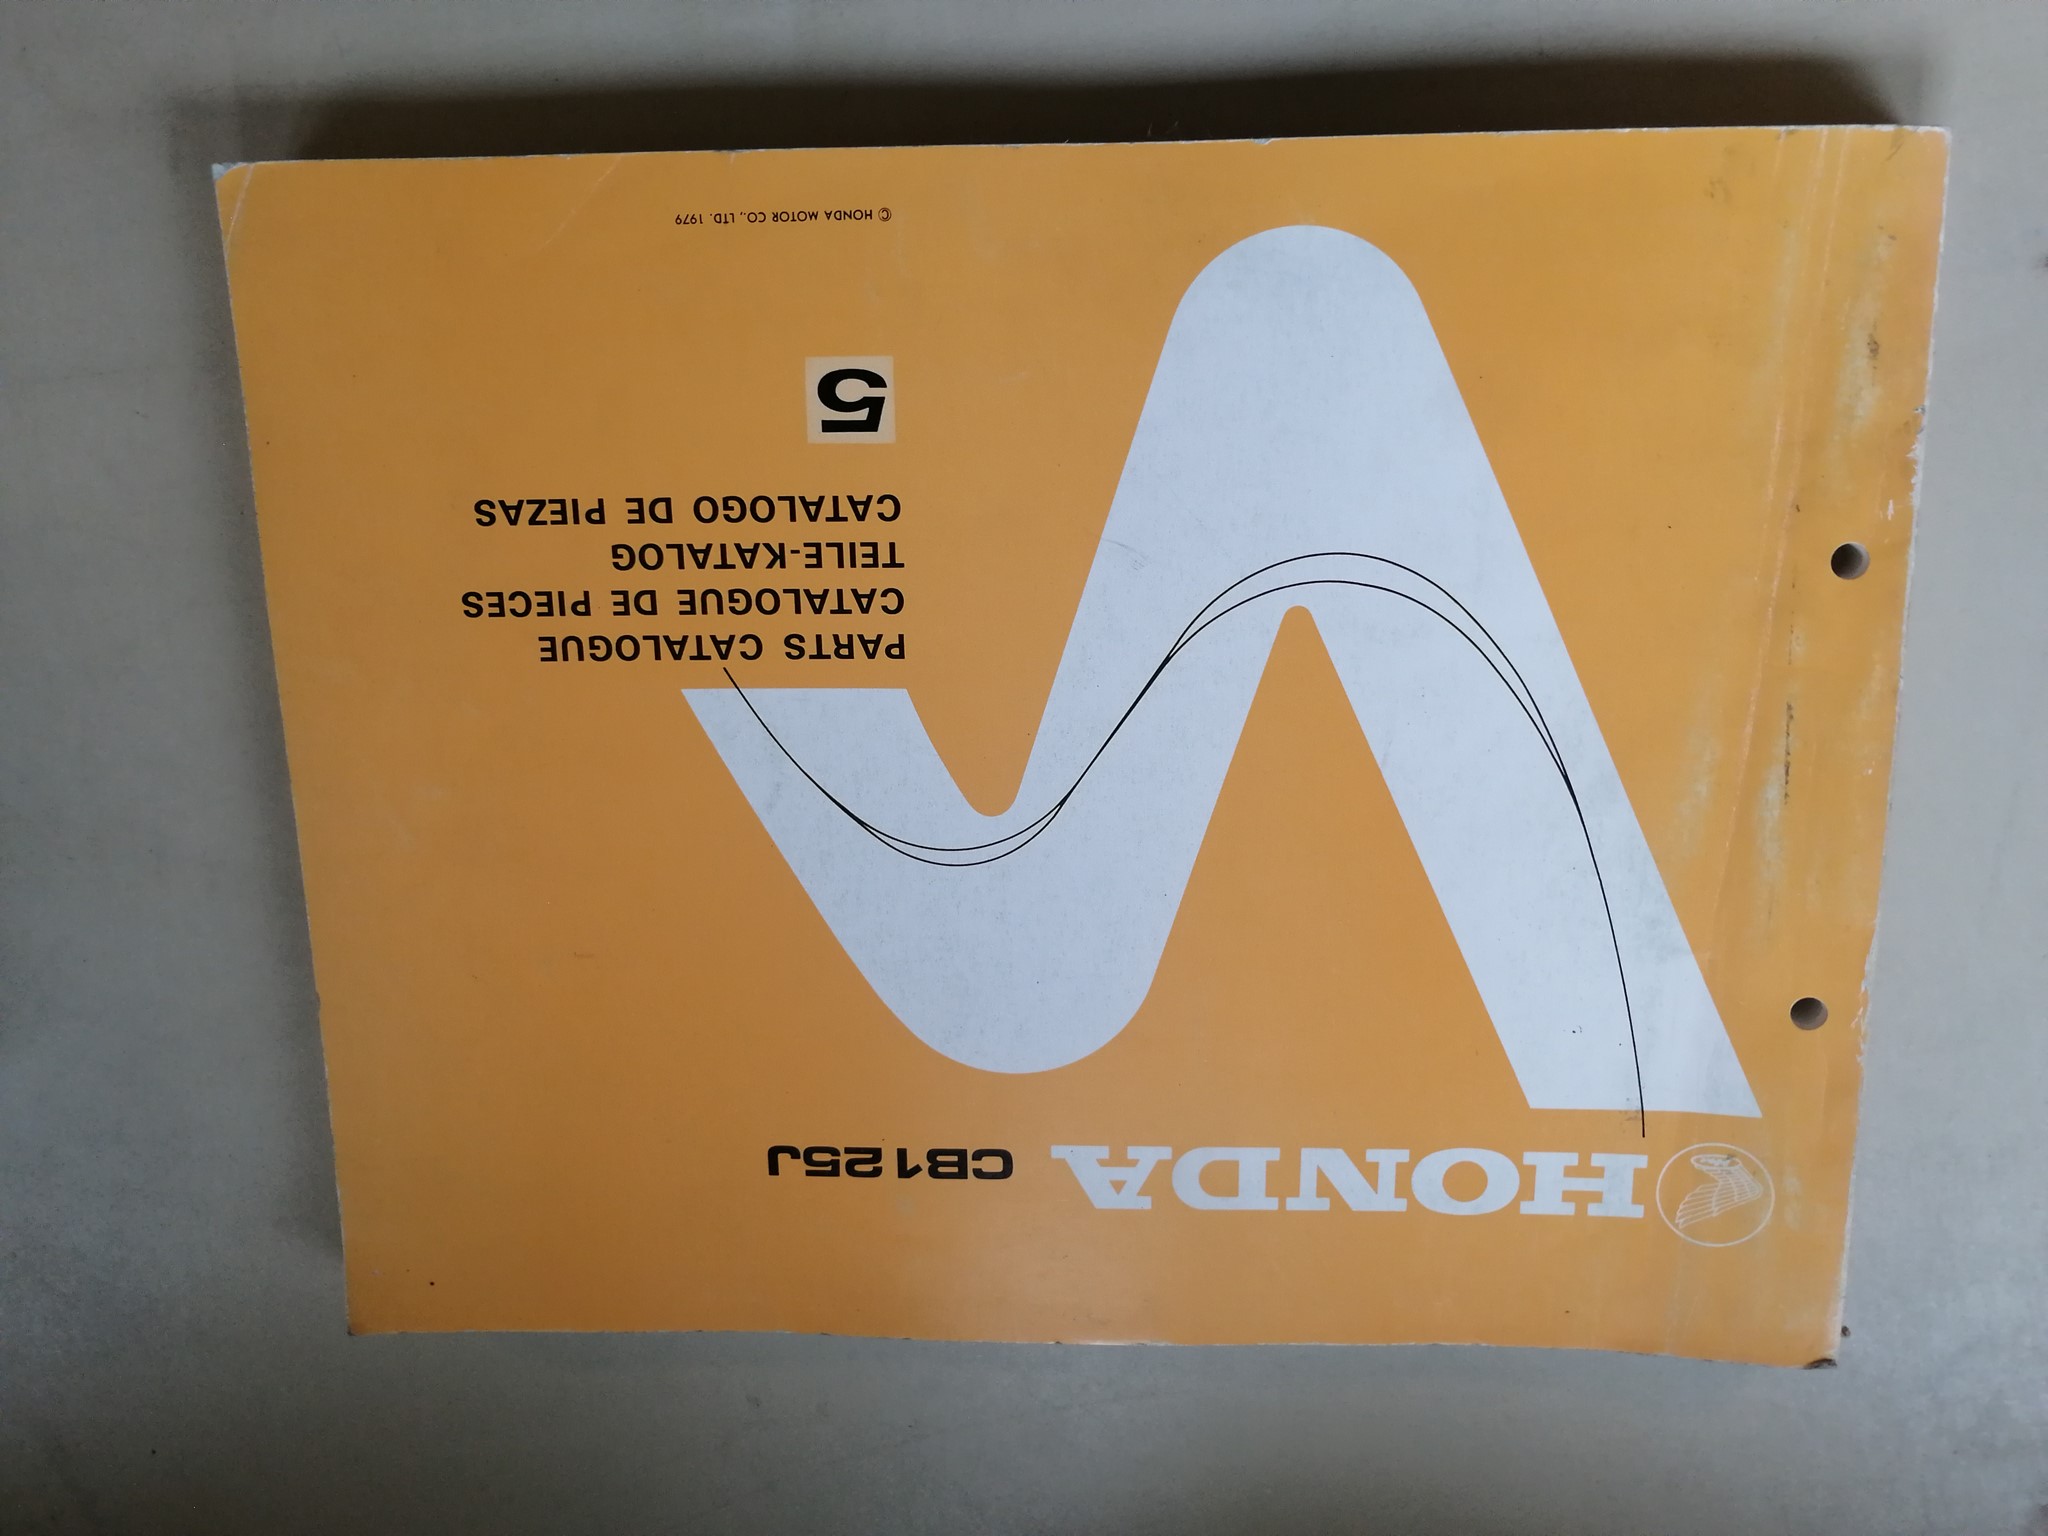 HONDA CB125J
PARTS CATALOGUE
CATALOGUE DE PIECES
TEILE-KATALOG
CATALOGO DE PIEZAS
5
© HONDA MOTOR CO., LTD. 1979